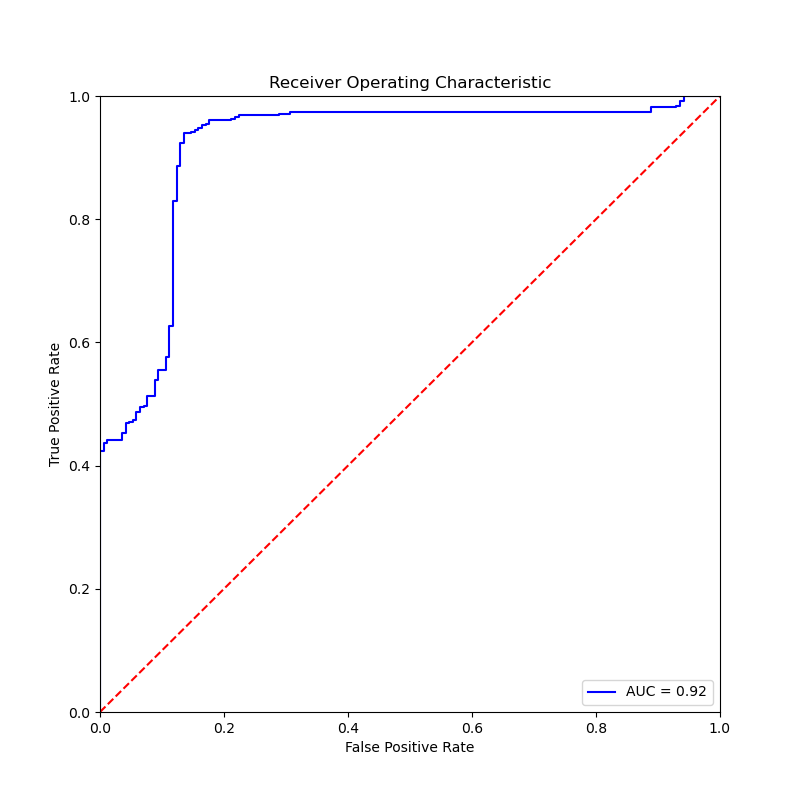 Receiver Operating Characteristic
1.0
0.8
0.6
0.4
0.2
0.0
True Positive Rate
AUC = 0.92
0.0 0.2 0.4 0.6 0.8 1.0
False Positive Rate